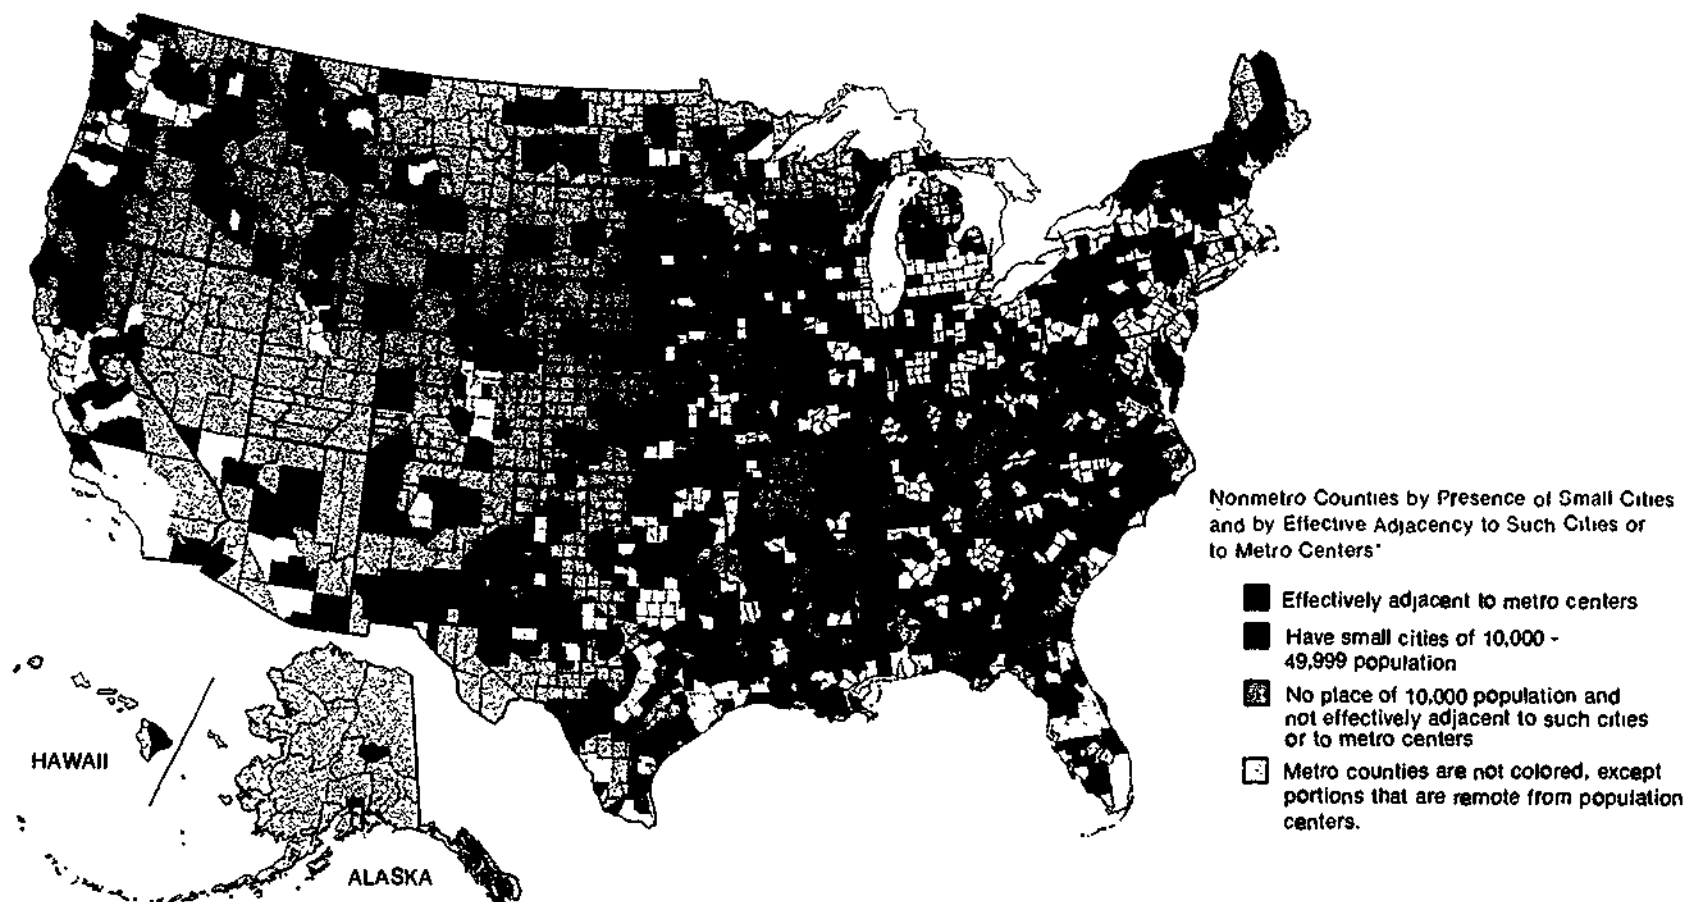 Nonmetro Counties by Presence of Small Cities
and by Effective Adjacency to Such Cities or
to Metro Centers*
Effectively adjacent to metro centers
Have small cities of 10,000 -
49,999 population
No place of 10,000 population and
not effectively adjacent to such cities
or to metro centers
Metro counties are not colored, except
portions that are remote from population
centers.
HAWAII
ALASKA